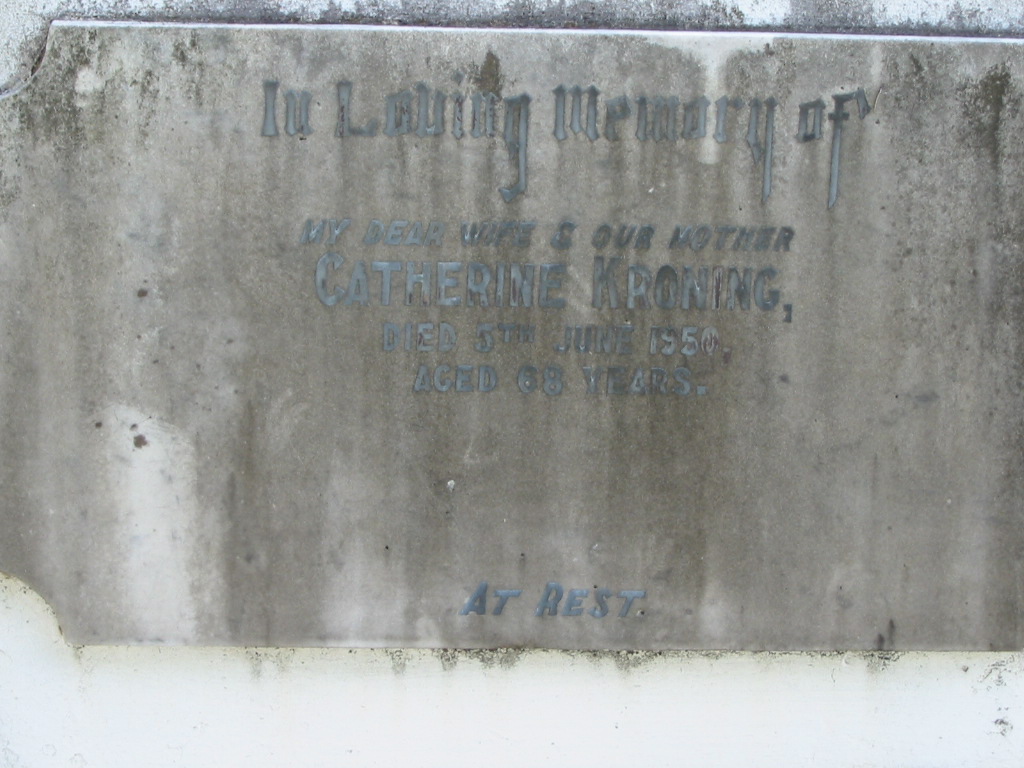 In Loving Memory of
MY DEAR WIFE & OUR MOTHER
CATHERINE KRONING,
DIED 5TH JUNE 1950,
AGED 68 YEARS.
AT REST.